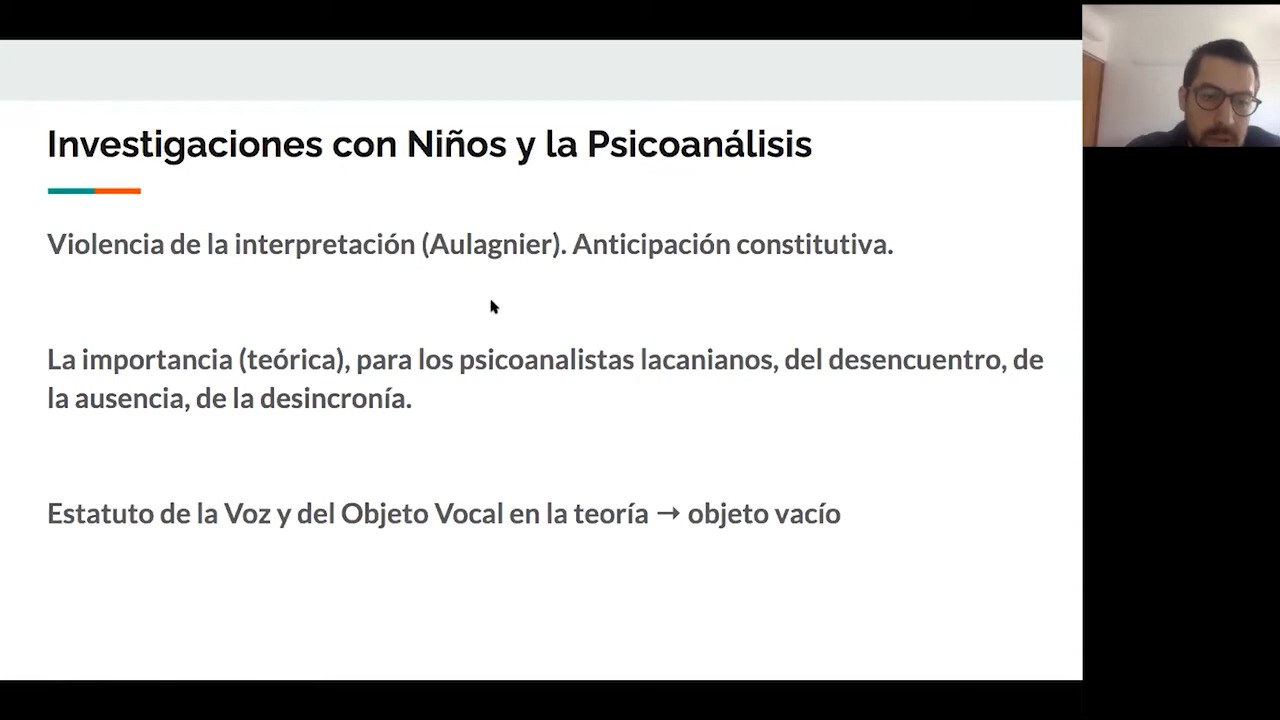 Investigaciones con Niños y la Psicoanálisis
Violencia de la interpretación (Aulagnier). Anticipación constitutiva.
La importancia (teórica), para los psicoanalistas lacanianos, del desencuentro, de
la ausencia, de la desincronía.
Estatuto de la Voz y del Objeto Vocal en la teoría → objeto vacío